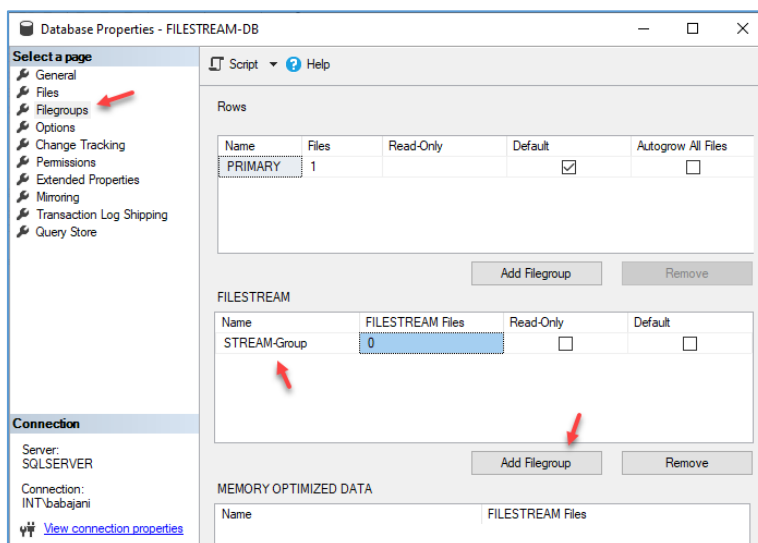 Database Properties - FILESTREAM-DB
Select a page
General
Files
Filegroups
Options
Change Tracking
Permissions
Extended Properties
Mirroring
Transaction Log Shipping
Query Store
Connection
Server:
SQLSERVER
Connection:
INT\babajani
View connection properties
Script Help
Rows
Name Files Read-Only Default Autogrow All Files
PRIMARY 1
Add Filegroup Remove
FILESTREAM
Name FILESTREAM Files Read-Only Default
STREAM-Group 0
Add Filegroup Remove
MEMORY OPTIMIZED DATA
Name FILESTREAM Files